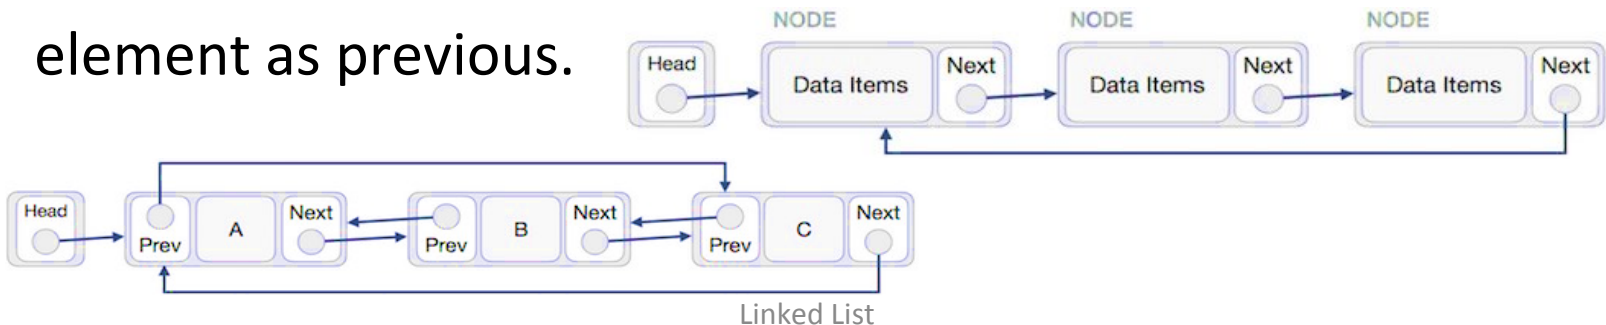 element as previous.
NODE NODE NODE
Head Data Items Next Data Items Next Data Items Next
Head Prev A Next Prev B Next Prev C Next
Linked List